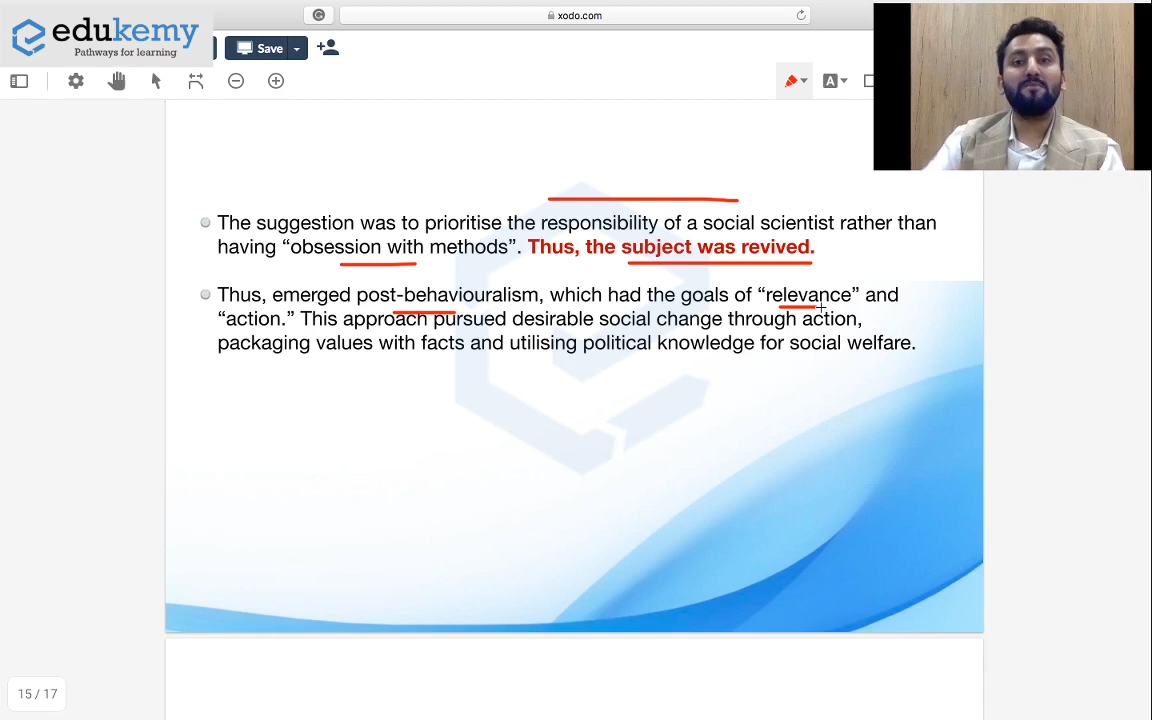 xodo.com
edukemy
Pathways for learning
Save
A
The suggestion was to prioritise the responsibility of a social scientist rather than
having “obsession with methods”. Thus, the subject was revived.
Thus, emerged post-behaviouralism, which had the goals of “relevance” and
“action.” This approach pursued desirable social change through action,
packaging values with facts and utilising political knowledge for social welfare.
15 / 17